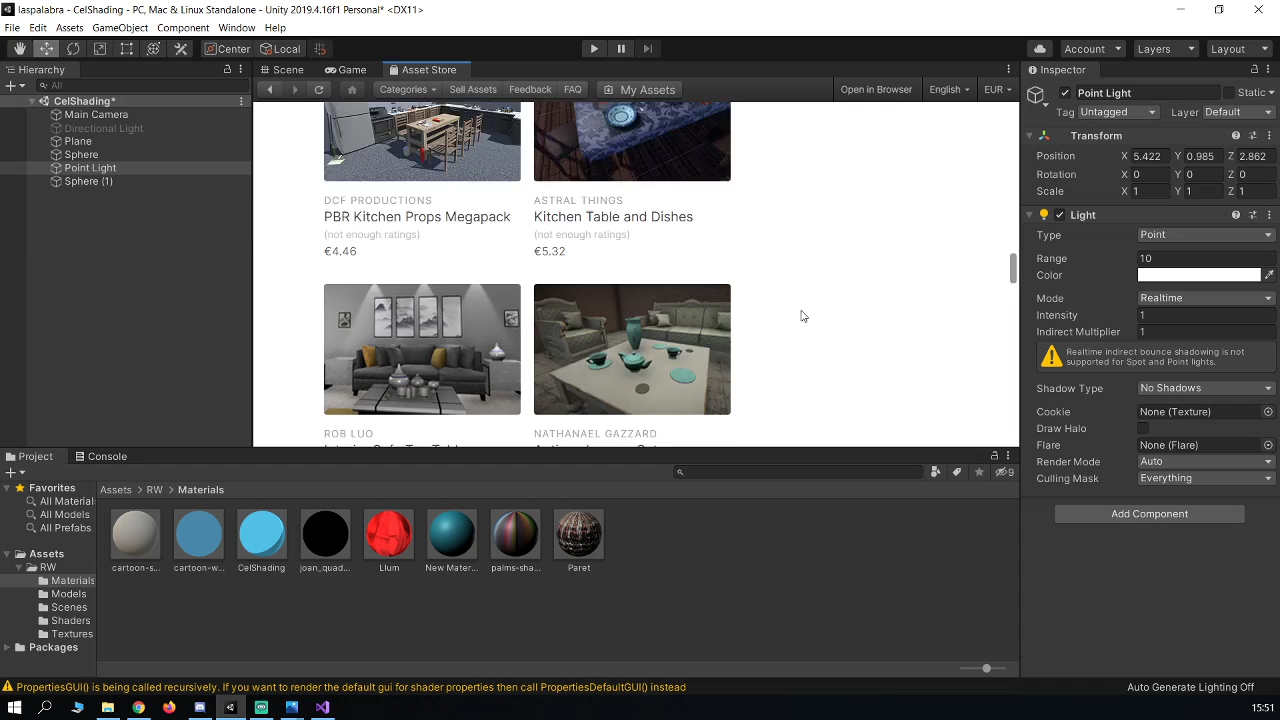 laspalabra - CelShading - PC, Mac & Linux Standalone - Unity 2019.4.16f1 Personal* <DX11>
File Edit Assets GameObject Component Window Help
Center Local Account Layers Layout
Hierarchy Scene Game Asset Store Inspector
All
Categories Sell Assets Feedback FAQ My Assets Open in Browser English EUR
CelShading*
Main Camera
Directional Light
Plane
Sphere
Point Light
Sphere (1)
DCF PRODUCTIONS
PBR Kitchen Props Megapack
(not enough ratings)
€4.46
ASTRAL THINGS
Kitchen Table and Dishes
(not enough ratings)
€5.32
ROB LUO
NATHANAEL GAZZARD
Point Light Static
Tag Untagged Layer Default
Transform
Position X 5.422 Y 0.985 Z 2.862
Rotation X 0 Y 0 Z 0
Scale X 1 Y 1 Z 1
Light
Type Point
Range 10
Color
Mode Realtime
Intensity 1
Indirect Multiplier 1
Realtime indirect bounce shadowing is not
supported for Spot and Point lights.
Shadow Type No Shadows
Cookie None (Texture)
Draw Halo
Flare None (Flare)
Render Mode Auto
Culling Mask Everything
Add Component
Project Console
9
Favorites
All Material
All Models
All Prefabs
Assets
RW
Materials
Models
Scenes
Shaders
Textures
Packages
Assets RW Materials
cartoon-s... cartoon-w... CelShading joan_quad... Llum New Mater... palms-sha... Paret
PropertiesGUI() is being called recursively. If you want to render the default gui for shader properties then call PropertiesDefaultGUI() instead
Auto Generate Lighting Off
15:51